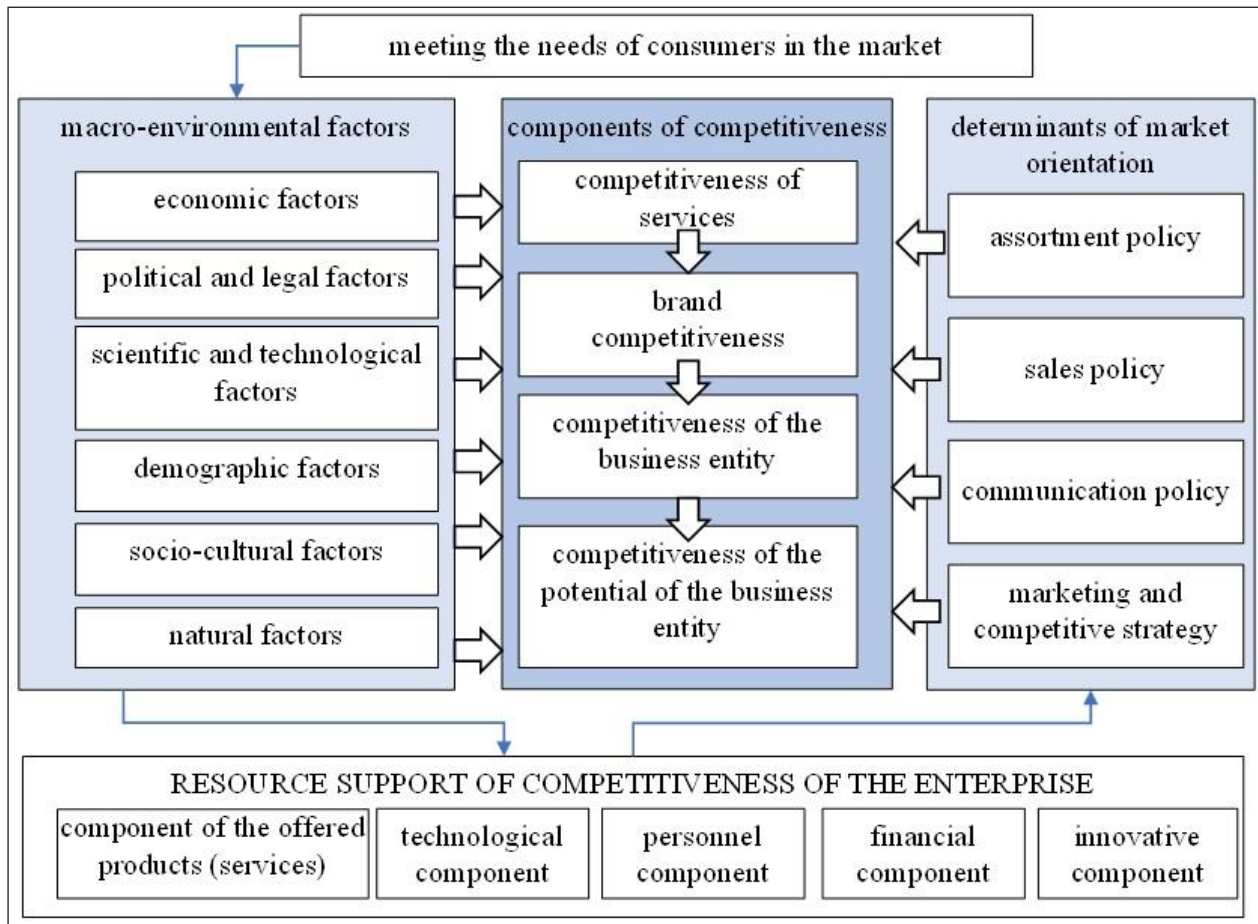 meeting the needs of consumers in the market
macro-environmental factors
economic factors
political and legal factors
scientific and technological
factors
demographic factors
socio-cultural factors
natural factors
components of competitiveness
competitiveness of
services
brand
competitiveness
competitiveness of the
business entity
competitiveness of the
potential of the business
entity
determinants of market
orientation
assortment policy
sales policy
communication policy
marketing and
competitive strategy
RESOURCE SUPPORT OF COMPETITIVENESS OF THE ENTERPRISE
component of the offered
products (services)
technological
component
personnel
component
financial
component
innovative
component